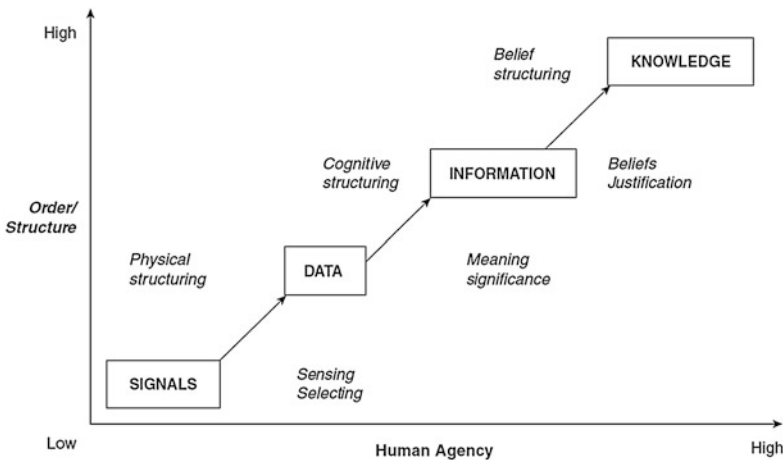 High
Belief
structuring
KNOWLEDGE
Cognitive
structuring
INFORMATION
Beliefs
Justification
Order/
Structure
Physical
structuring
DATA
Meaning
significance
SIGNALS
Sensing
Selecting
Low
Human Agency
High